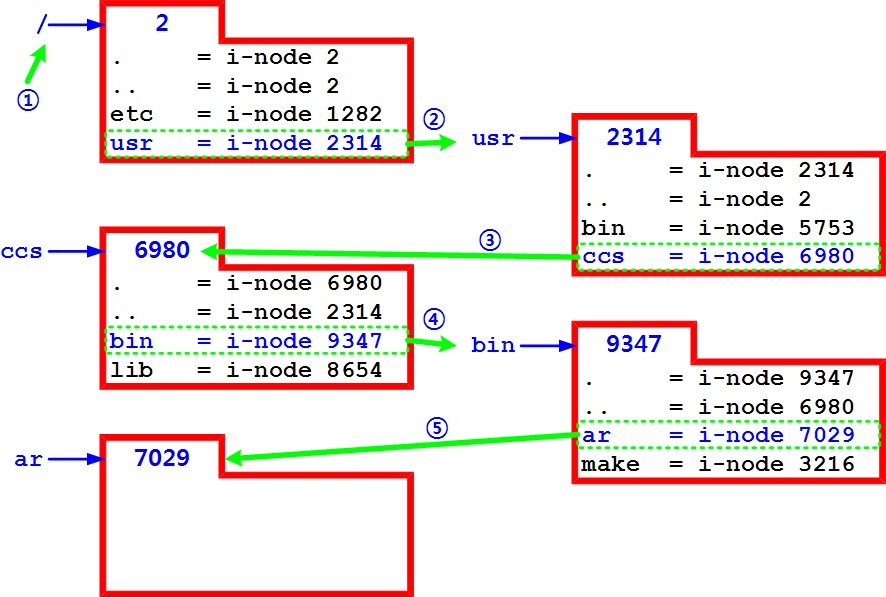 / 2
. = i-node 2
.. = i-node 2
etc = i-node 1282
usr = i-node 2314
①
②
usr 2314
. = i-node 2314
.. = i-node 2
bin = i-node 5753
ccs = i-node 6980
③
ccs 6980
. = i-node 6980
.. = i-node 2314
bin = i-node 9347
lib = i-node 8654
④
bin 9347
. = i-node 9347
.. = i-node 6980
ar = i-node 7029
make = i-node 3216
⑤
ar 7029